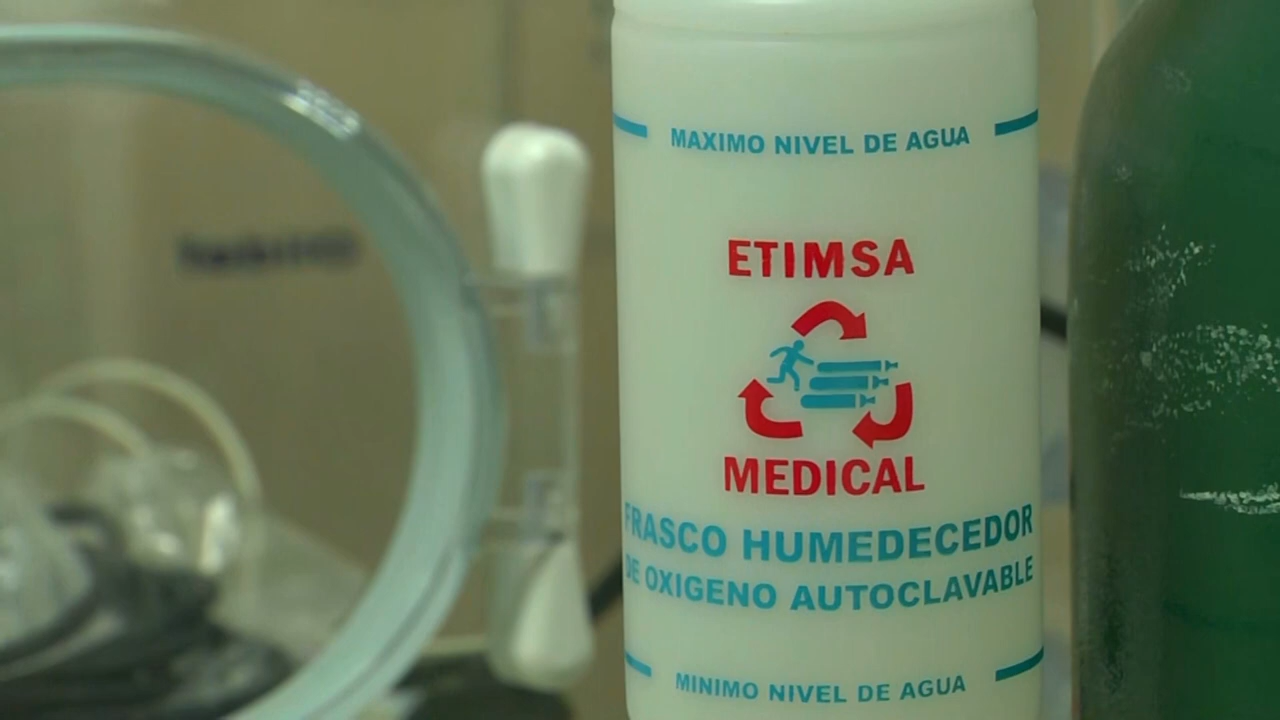 MAXIMO NIVEL DE AGUA
ETIMSA
MEDICAL
FRASCO HUMEDECEDOR
DE OXIGENO AUTOCLAVABLE
MINIMO NIVEL DE AGUA